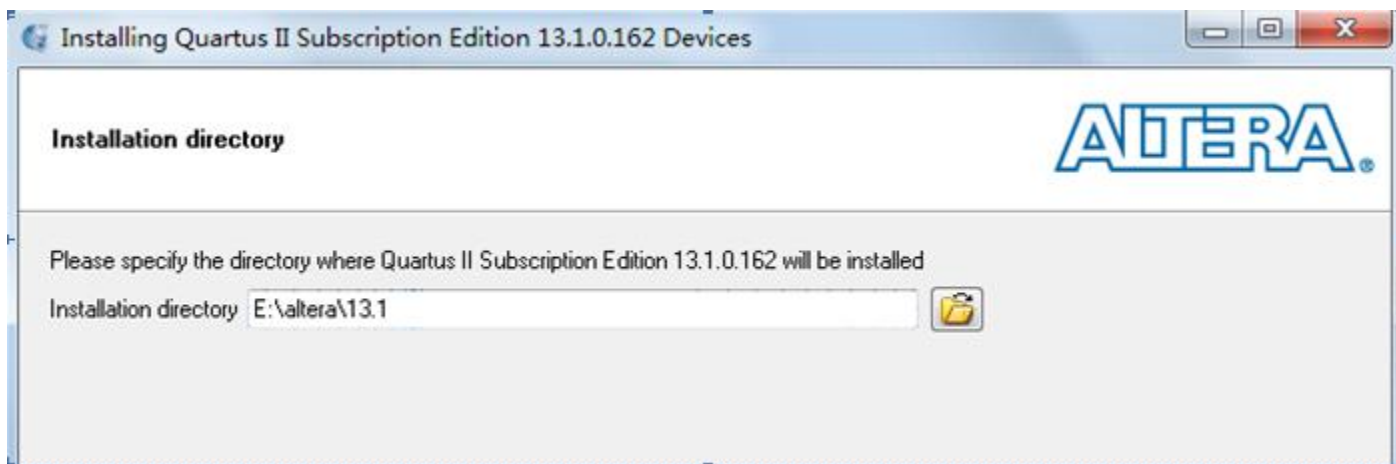 Installing Quartus II Subscription Edition 13.1.0.162 Devices
Installation directory
ALTERA®
Please specify the directory where Quartus II Subscription Edition 13.1.0.162 will be installed
Installation directory E:\altera\13.1